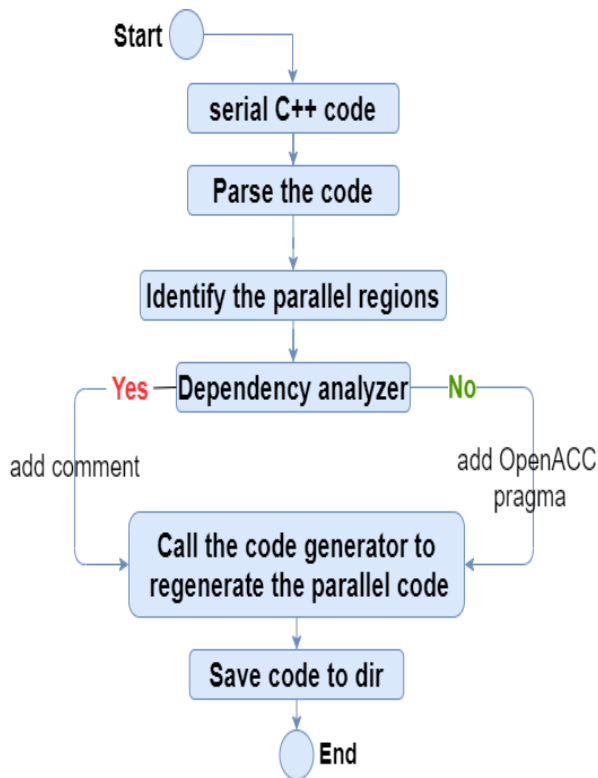 Start
serial C++ code
Parse the code
Identify the parallel regions
Yes
Dependency analyzer
No
add comment
add OpenACC
pragma
Call the code generator to
regenerate the parallel code
Save code to dir
End